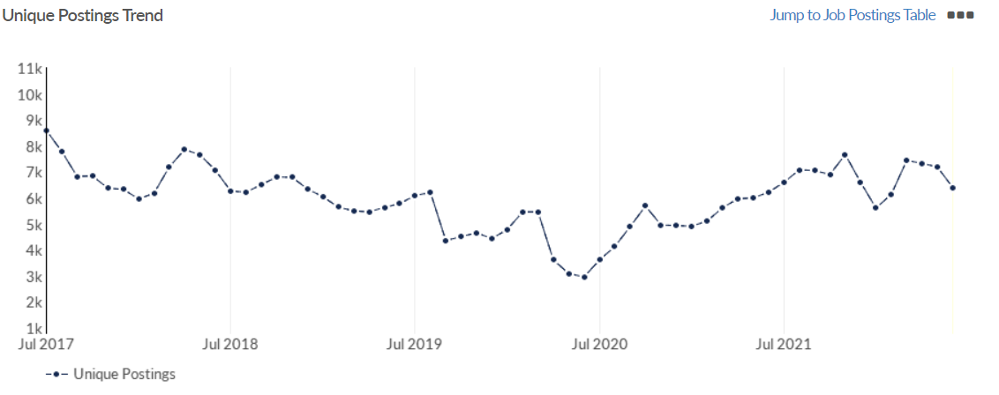 Unique Postings Trend
Jump to Job Postings Table
11k
10k
9k
8k
7k
6k
5k
4k
3k
2k
1k
Jul 2017 Jul 2018 Jul 2019 Jul 2020 Jul 2021
Unique Postings